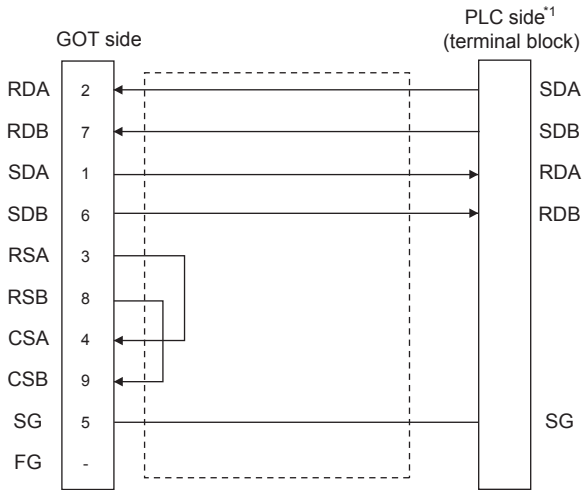 GOT side
PLC side*1
(terminal block)
RDA 2 SDA
RDB 7 SDB
SDA 1 RDA
SDB 6 RDB
RSA 3
RSB 8
CSA 4
CSB 9
SG 5 SG
FG -